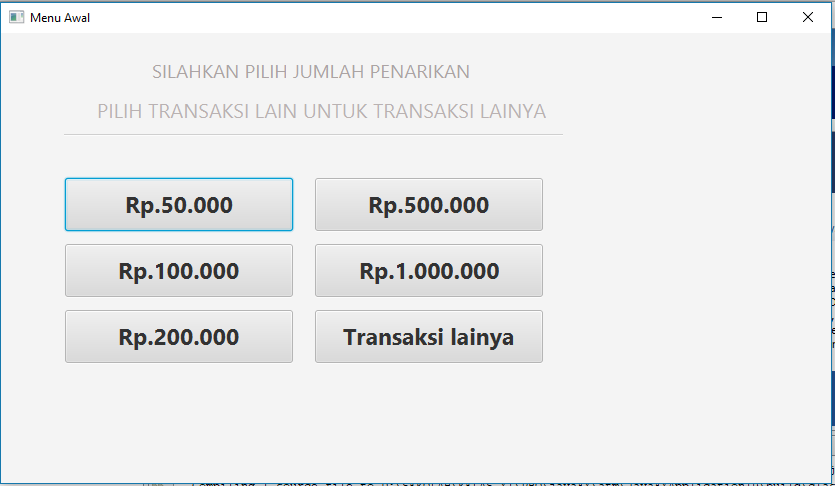 Menu Awal
SILAHKAN PILIH JUMLAH PENARIKAN
PILIH TRANSAKSI LAIN UNTUK TRANSAKSI LAINYA
Rp.50.000
Rp.500.000
Rp.100.000
Rp.1.000.000
Rp.200.000
Transaksi lainya